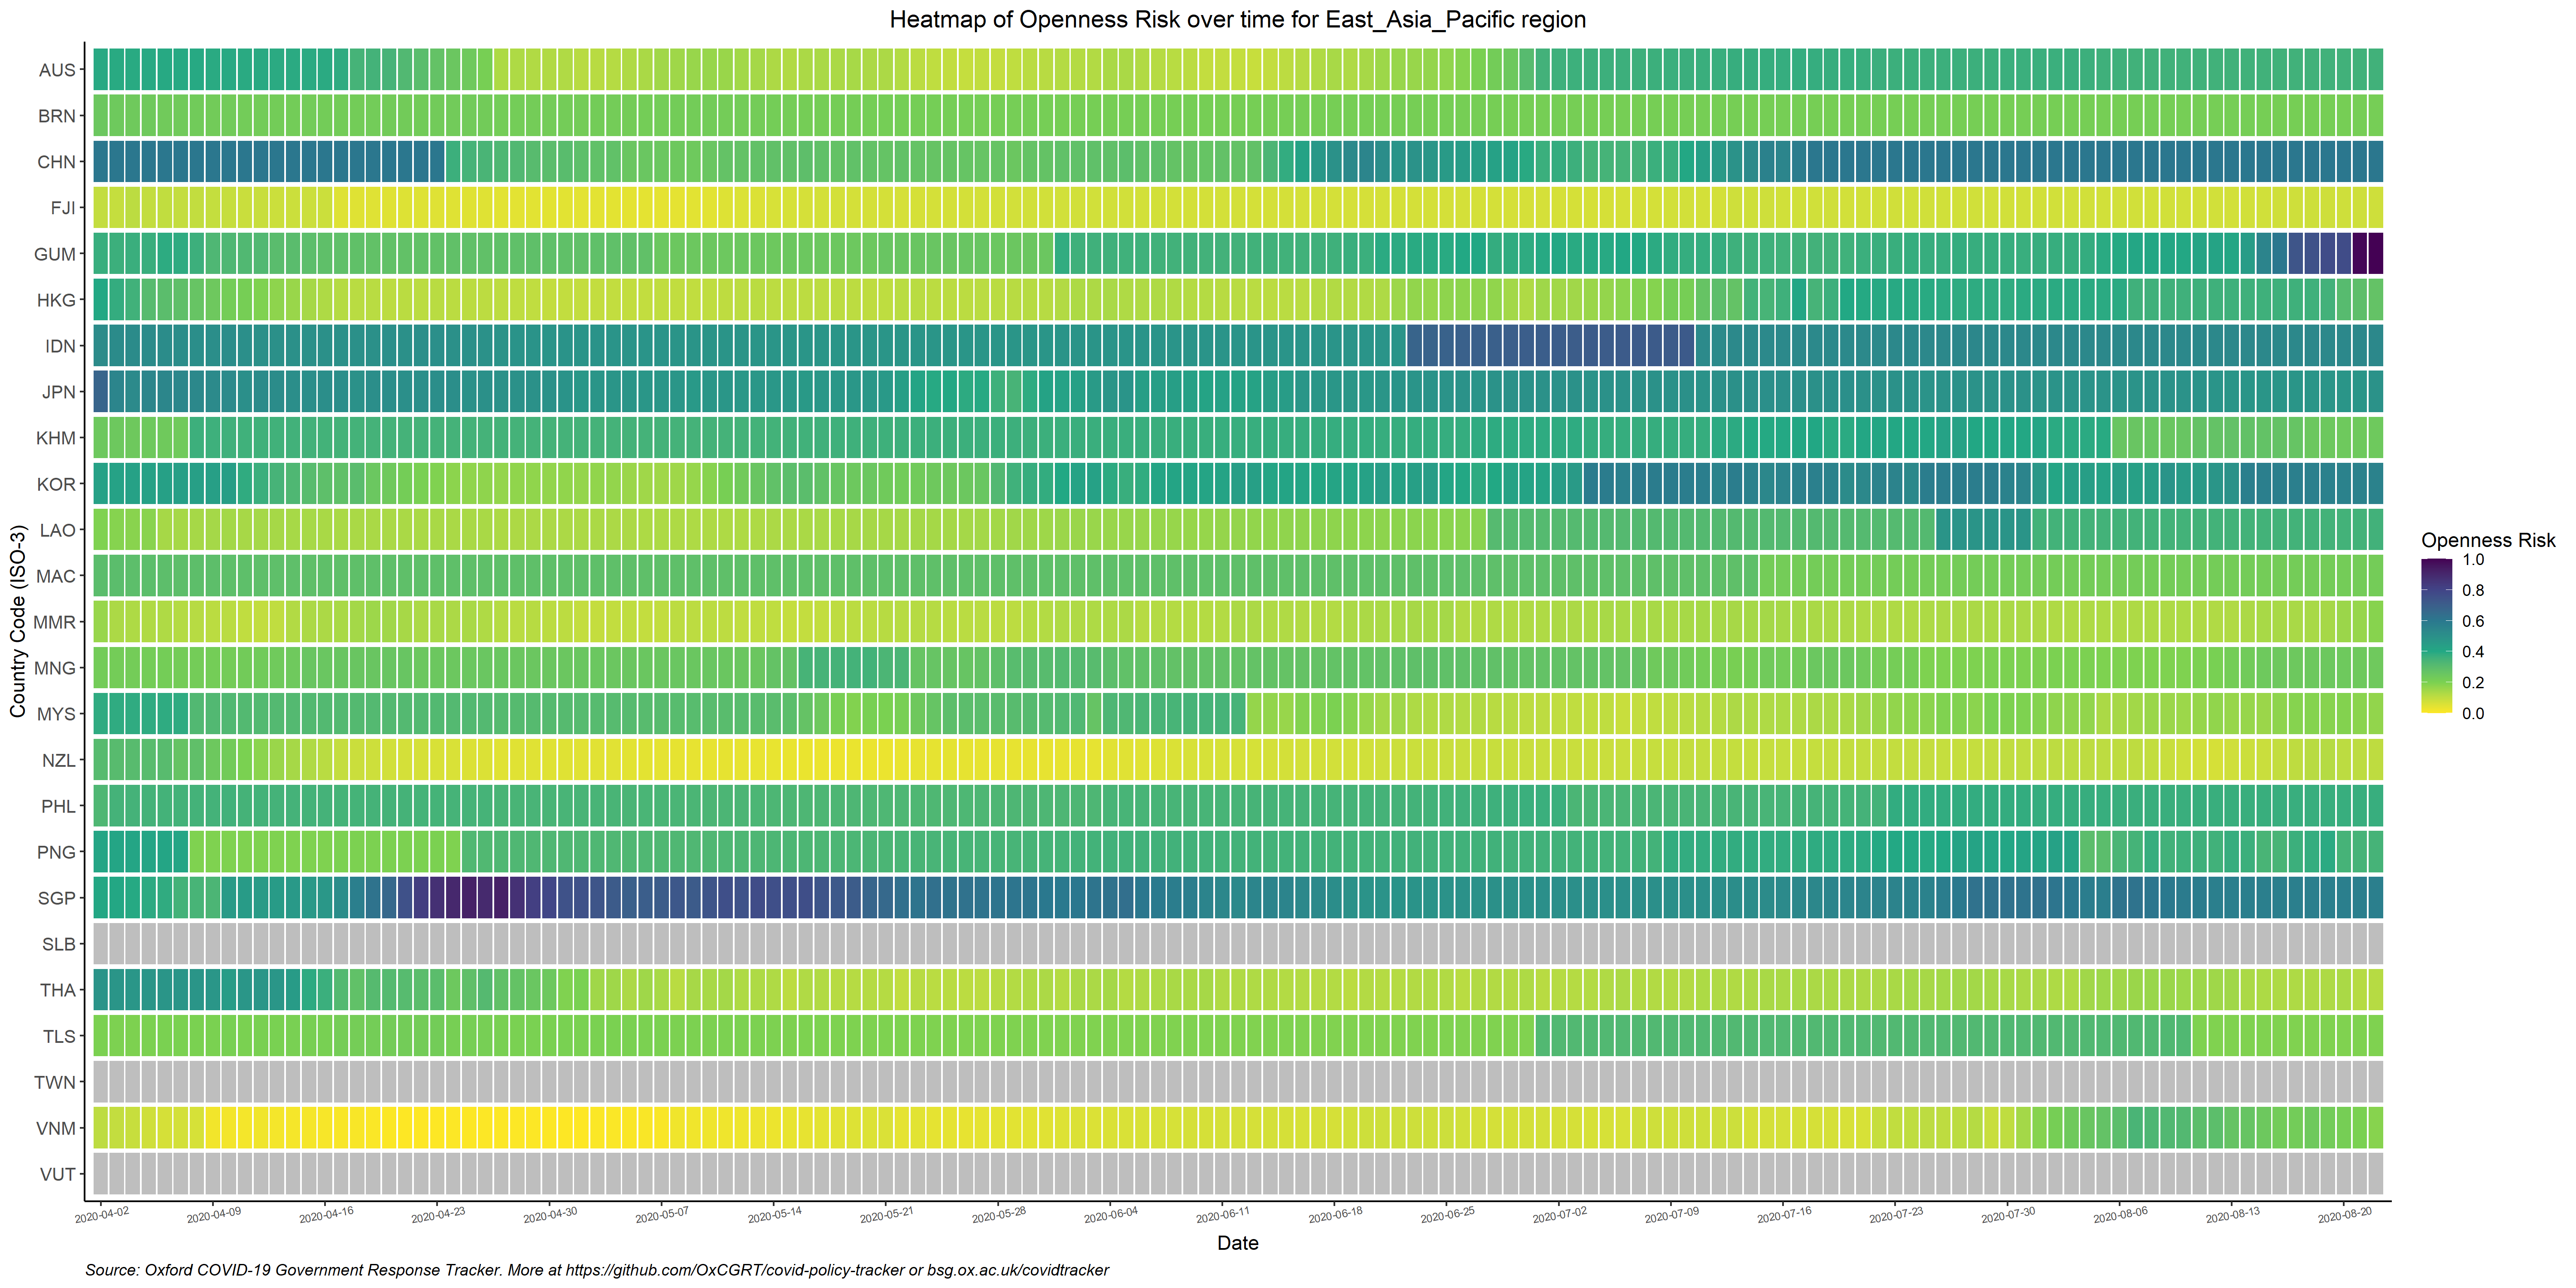 Heatmap of Openness Risk over time for East_Asia_Pacific region
Country Code (ISO-3)
AUS
BRN
CHN
FJI
GUM
HKG
IDN
JPN
KHM
KOR
LAO
MAC
MMR
MNG
MYS
NZL
PHL
PNG
SGP
SLB
THA
TLS
TWN
VNM
VUT
2020-04-02 2020-04-09 2020-04-16 2020-04-23 2020-04-30 2020-05-07 2020-05-14 2020-05-21 2020-05-28 2020-06-04 2020-06-11 2020-06-18 2020-06-25 2020-07-02 2020-07-09 2020-07-16 2020-07-23 2020-07-30 2020-08-06 2020-08-13 2020-08-20
Date
Openness Risk
1.0
0.8
0.6
0.4
0.2
0.0
Source: Oxford COVID-19 Government Response Tracker. More at https://github.com/OxCGRT/covid-policy-tracker or bsg.ox.ac.uk/covidtracker